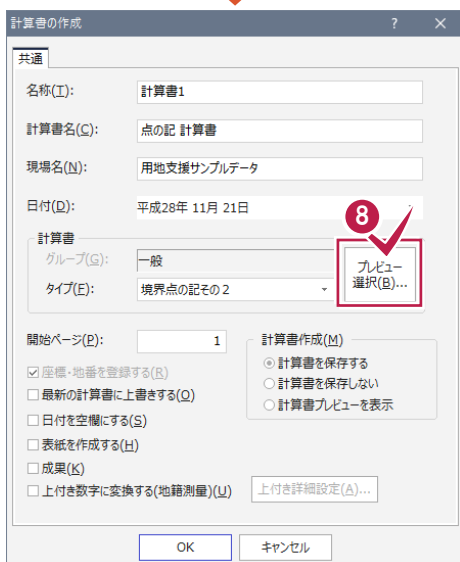 計算書の作成 ? ×
共通
名称(T): 計算書1
計算書名(C): 点の記 計算書
現場名(N): 用地支援サンプルデータ
日付(D): 平成28年 11月 21日
8
計算書
グループ(G): 一般
プレビュー
選択(B)...
タイプ(E): 境界点の記その2
開始ページ(P): 1
計算書作成(M)
計算書を保存する
計算書を保存しない
計算書プレビューを表示
座標・地番を登録する(R)
最新の計算書に上書きする(O)
日付を空欄にする(S)
表紙を作成する(H)
成果(K)
上付き数字に変換する(地籍測量)(U) 上付き詳細設定(A)...
OK キャンセル